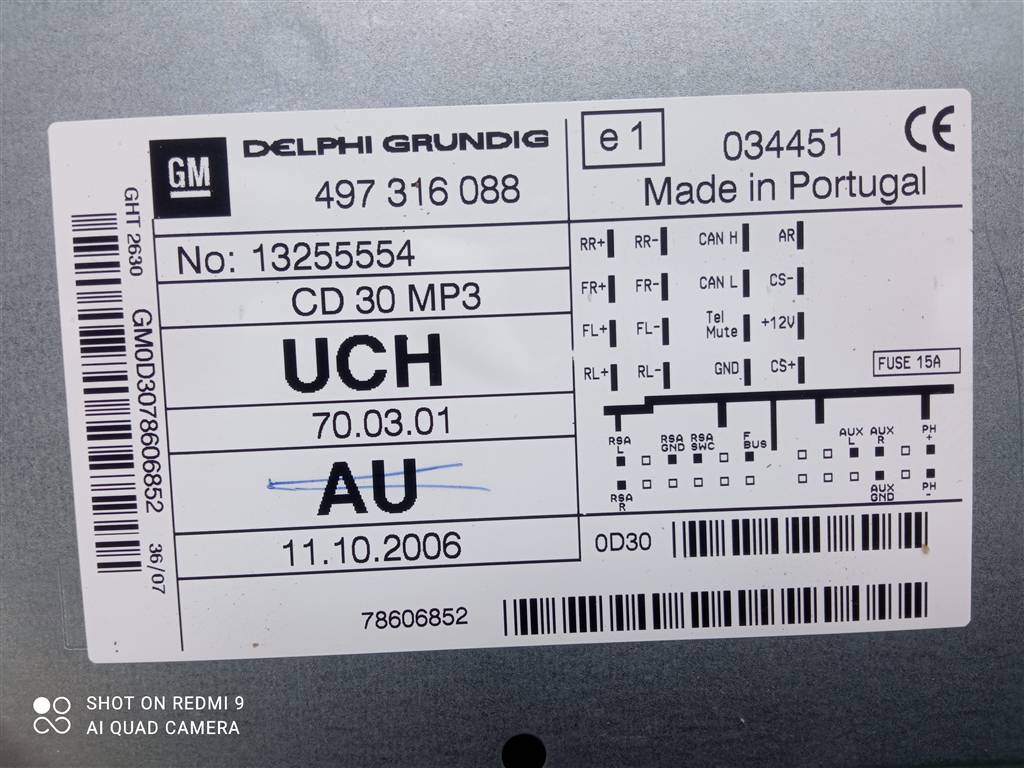 GM
DELPHI GRUNDIG
497 316 088
e1
034451
CE
Made in Portugal
GHT 2630
GM0D3078606852
36/07
No: 13255554
CD 30 MP3
UCH
70.03.01
AU
11.10.2006
RR+ RR- CAN H AR
FR+ FR- CAN L CS-
FL+ FL- Tel Mute +12V
RL+ RL- GND CS+
FUSE 15A
RSA L RSA GND RSA SWC F BUS AUX L AUX R PH +
RSA R AUX GND PH -
0D30
78606852
SHOT ON REDMI 9
AI QUAD CAMERA